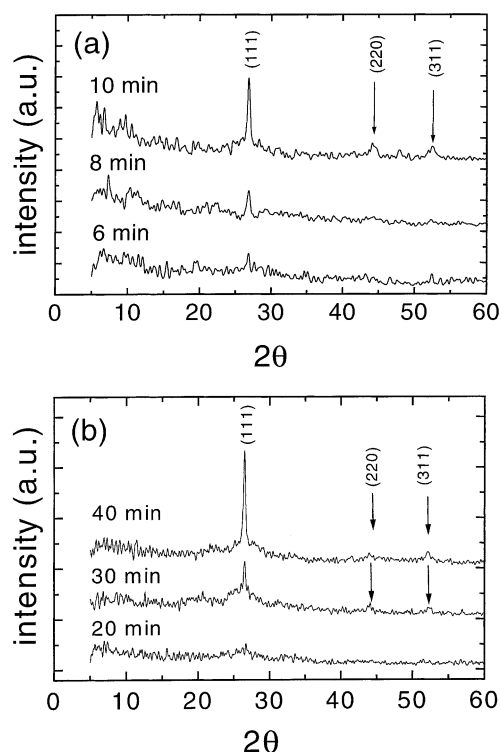 (a)
(111)
(220)
(311)
10 min
8 min
6 min
intensity (a.u.)
0 10 20 30 40 50 60
2θ
(b)
(111)
(220)
(311)
40 min
30 min
20 min
intensity (a.u.)
0 10 20 30 40 50 60
2θ